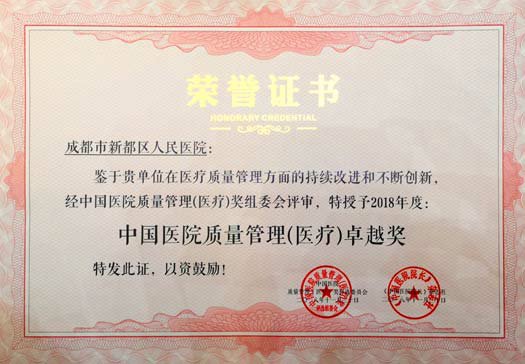 荣誉证书
HONORARY CREDENTIAL
成都市新都区人民医院：
鉴于贵单位在医疗质量管理方面的持续改进和不断创新，
经中国医院质量管理(医疗)奖组委会评审，特授予2018年度：
中国医院质量管理(医疗)卓越奖
特发此证，以资鼓励！
中国医院